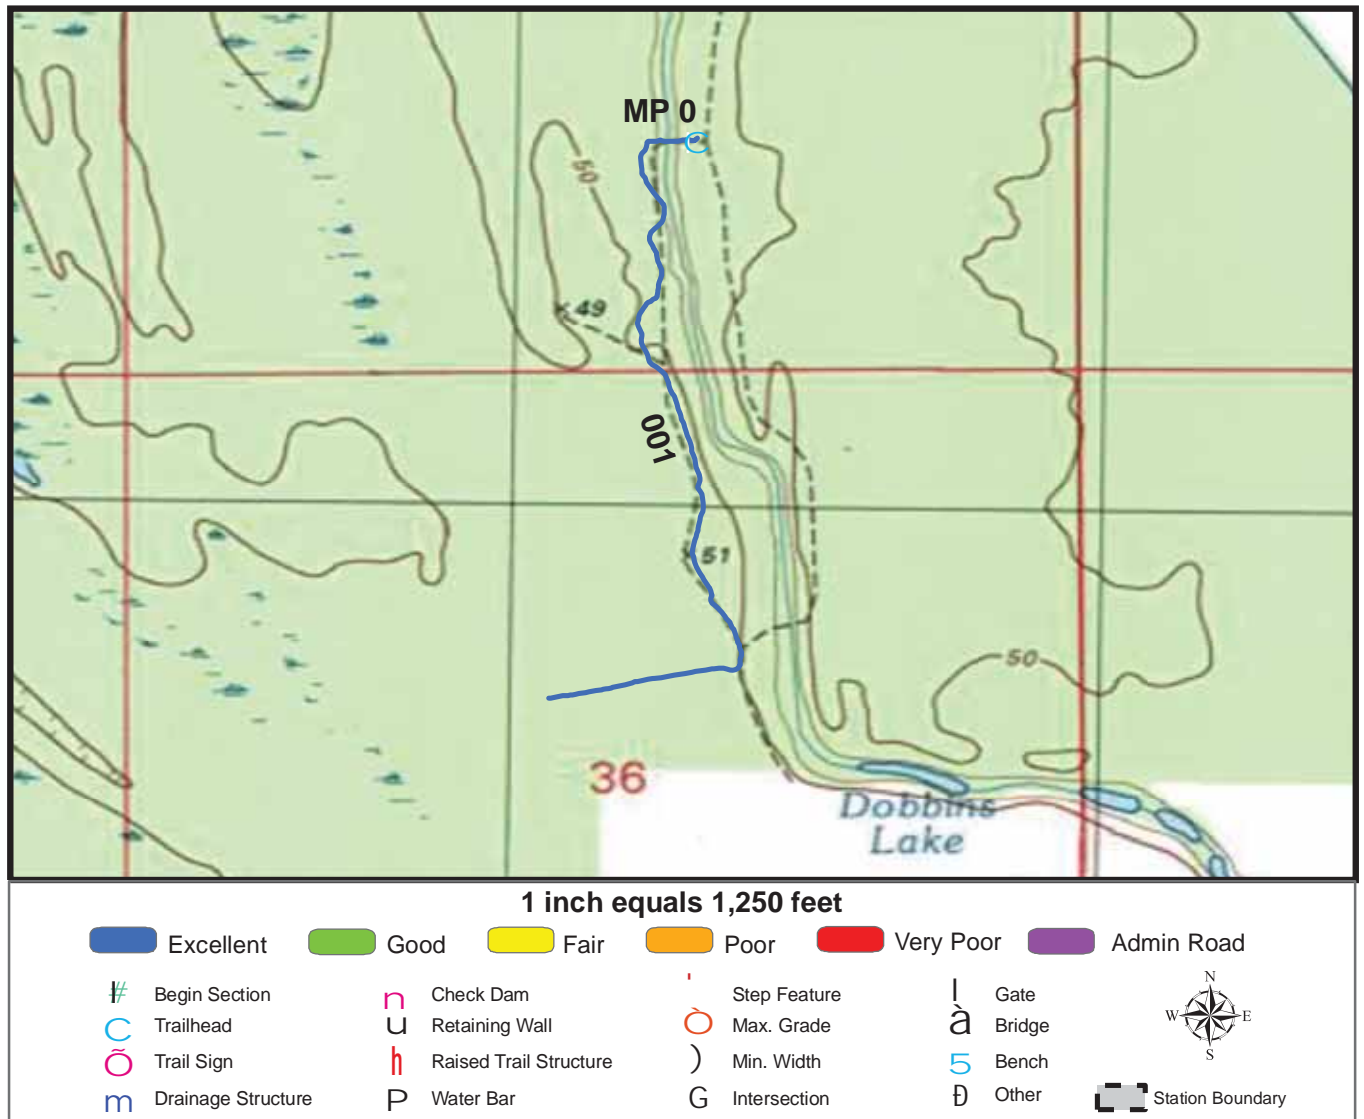 MP 0
50
49
001
51
50
36
Dobbins
Lake
1 inch equals 1,250 feet
Excellent
Good
Fair
Poor
Very Poor
Admin Road
# Begin Section
C Trailhead
Õ Trail Sign
m Drainage Structure
n Check Dam
u Retaining Wall
h Raised Trail Structure
P Water Bar
' Step Feature
Ò Max. Grade
) Min. Width
G Intersection
l Gate
à Bridge
5 Bench
Ð Other
N
W E
S
Station Boundary